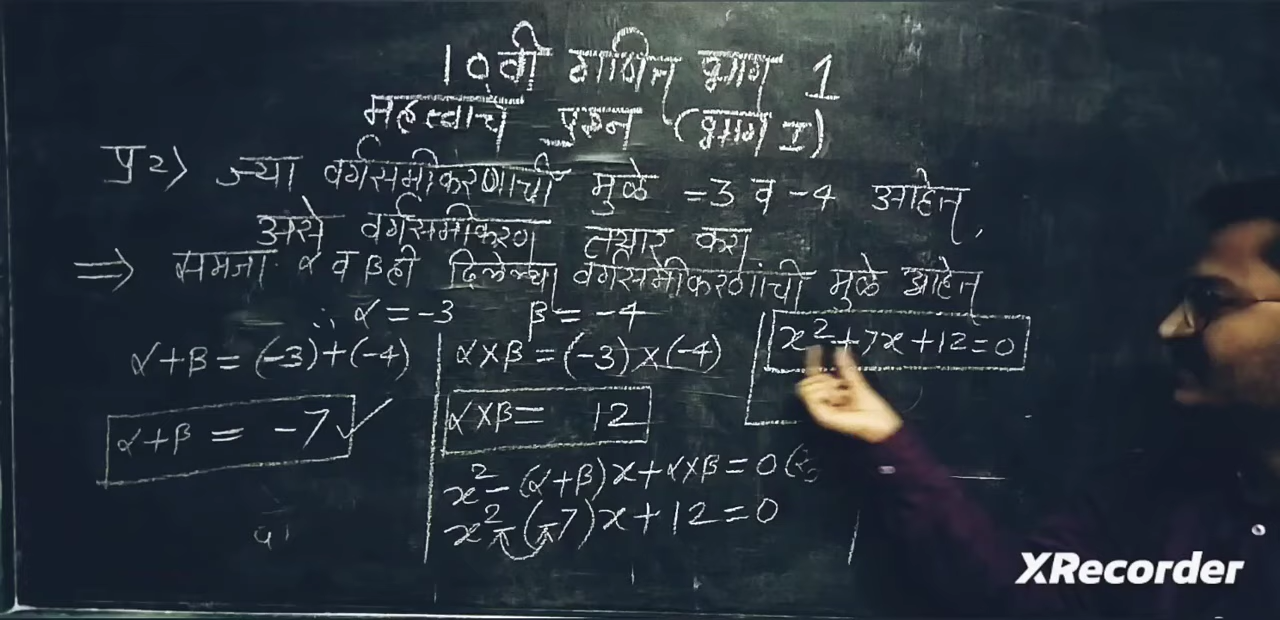 10वी गणित भाग 1
महत्वाचे प्रश्न (भाग I)
प्र 2) ज्या वर्गसमीकरणाची मुळे =3 व -4 आहेत,
असे वर्गसमीकरण तयार करा
⇒ समजा α व β ही दिलेल्या वर्गसमीकरणांची मुळे आहेत
∴ α = -3 β = -4
α+β = (-3)+(-4)
α+β = -7 ✓
α×β = (-3)×(-4)
α×β = 12
x²-(α+β)x+α×β=0
x²-(-7)x+12=0
x²+7x+12=0
XRecorder